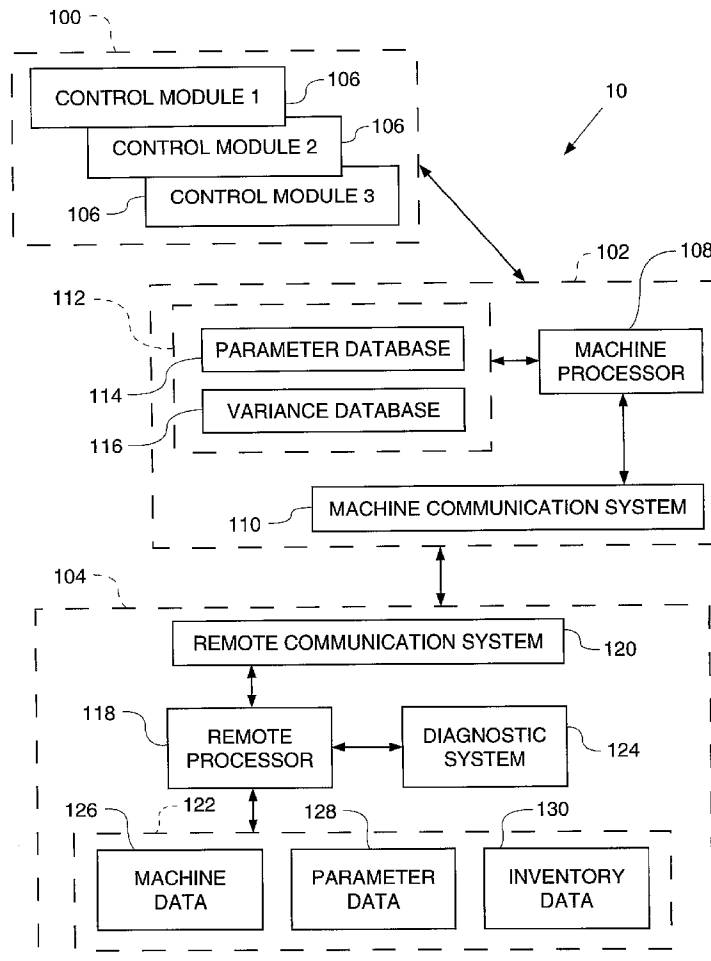 100
CONTROL MODULE 1
106
10
CONTROL MODULE 2
106
106
CONTROL MODULE 3
102
108
112
PARAMETER DATABASE
MACHINE
PROCESSOR
114
VARIANCE DATABASE
116
MACHINE COMMUNICATION SYSTEM
110
104
REMOTE COMMUNICATION SYSTEM
120
118
REMOTE
PROCESSOR
DIAGNOSTIC
SYSTEM
124
122
126
128
130
MACHINE
DATA
PARAMETER
DATA
INVENTORY
DATA